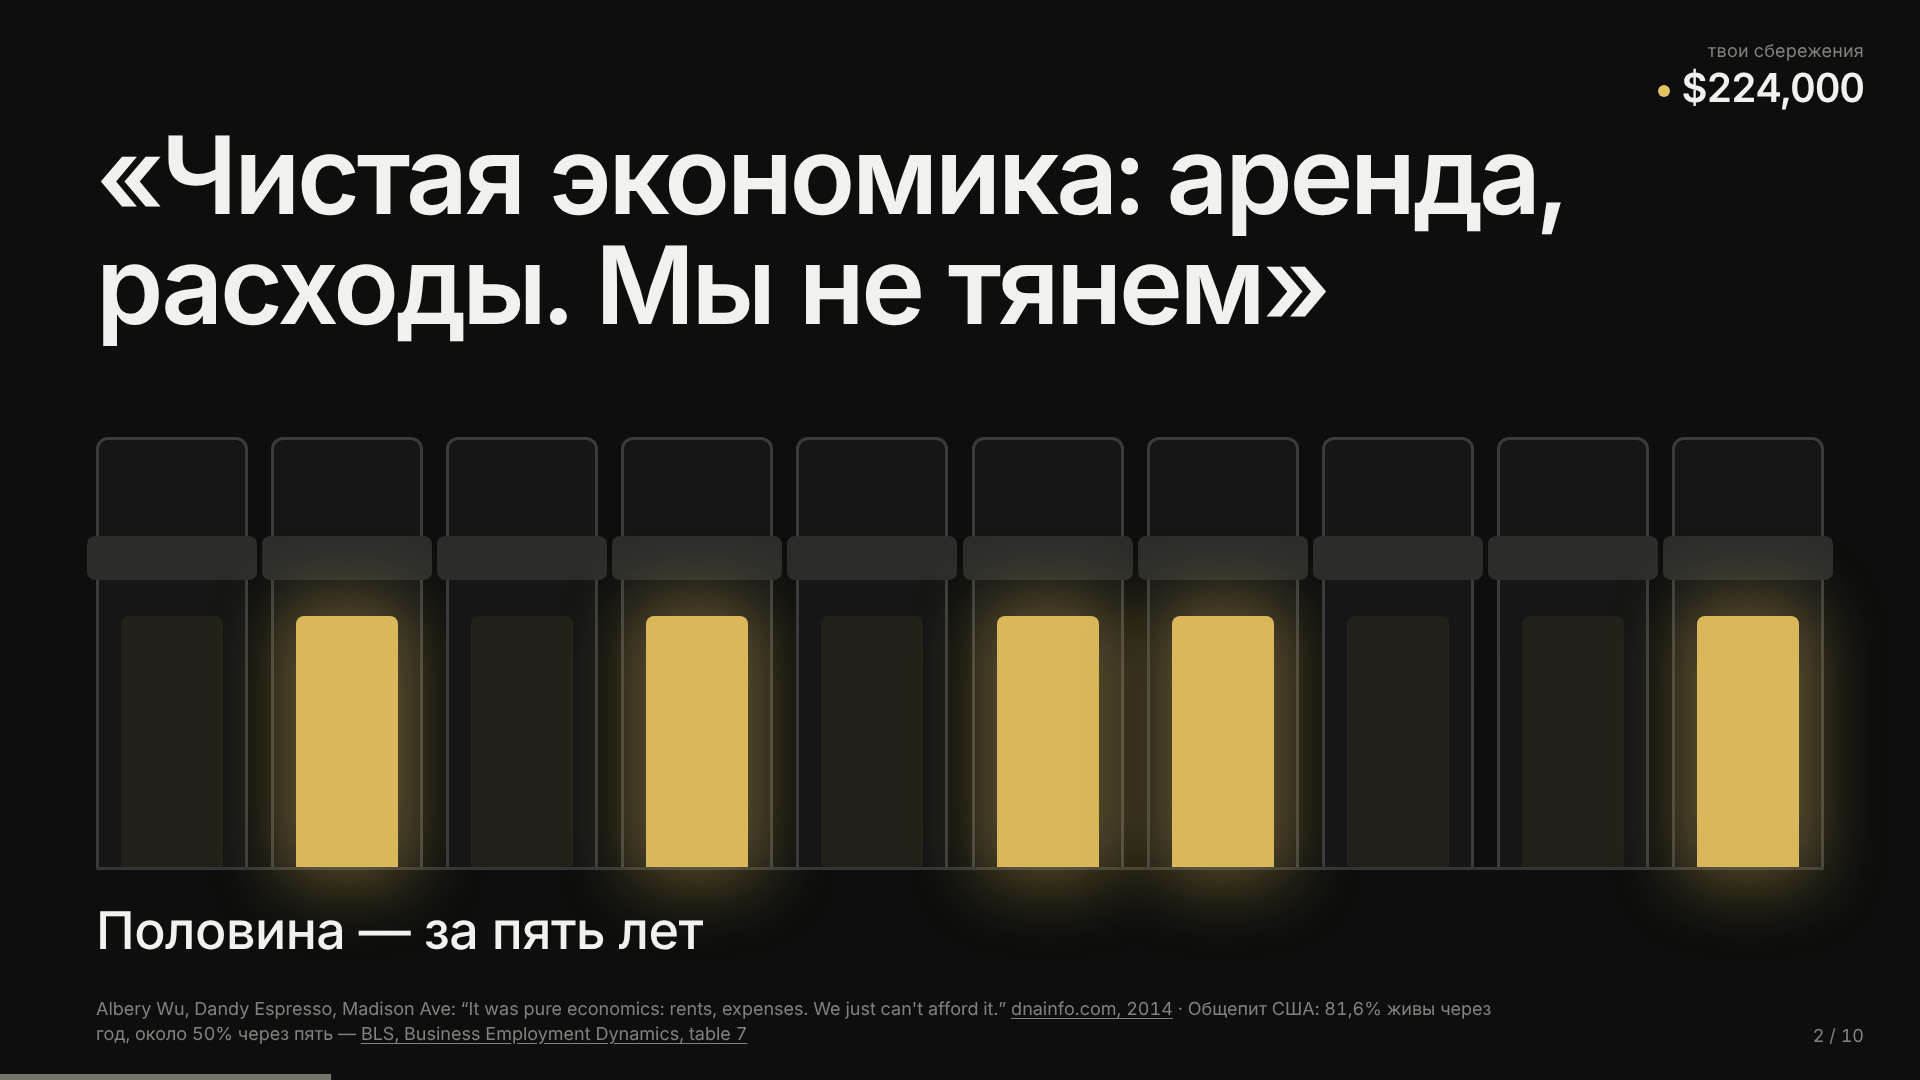 твои сбережения
$224,000
«Чистая экономика: аренда,
расходы. Мы не тянем»
Половина — за пять лет
Albery Wu, Dandy Espresso, Madison Ave: “It was pure economics: rents, expenses. We just can't afford it.” dnainfo.com, 2014 · Общепит США: 81,6% живы через
год, около 50% через пять — BLS, Business Employment Dynamics, table 7
2 / 10